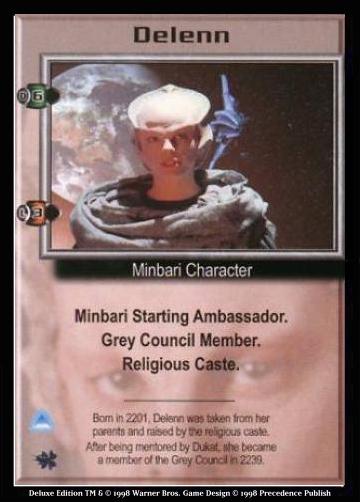 Delenn
D 6
L 3
Minbari Character
Minbari Starting Ambassador.
Grey Council Member.
Religious Caste.
Born in 2201, Delenn was taken from her
parents and raised by the religious caste.
After being mentored by Dukat, she became
a member of the Grey Council in 2239.
Deluxe Edition TM & © 1998 Warner Bros. Game Design © 1998 Precedence Publish